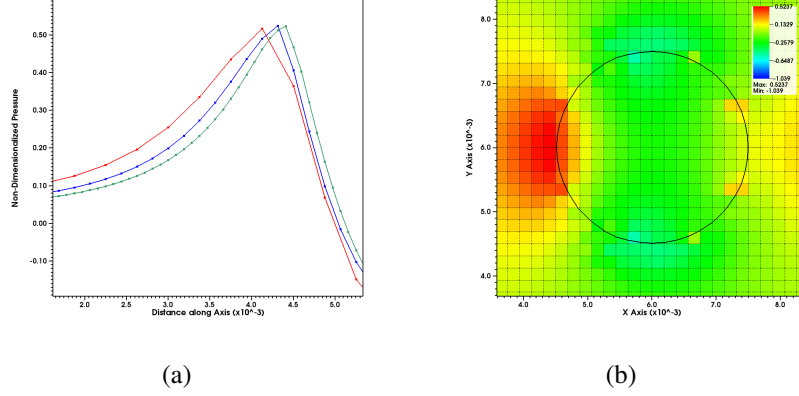 0.50
0.40
0.30
0.20
0.10
0.00
-0.10
Non-Dimensionalized Pressure
2.0 2.5 3.0 3.5 4.0 4.5 5.0
Distance along Axis (x10^-3)
8.0
7.0
6.0
5.0
4.0
Y Axis (x10^-3)
4.0 5.0 6.0 7.0 8.0
X Axis (x10^-3)
0.5237
0.1329
-0.2579
-0.6487
-1.039
Max: 0.5237
Min: -1.039
(a)
(b)